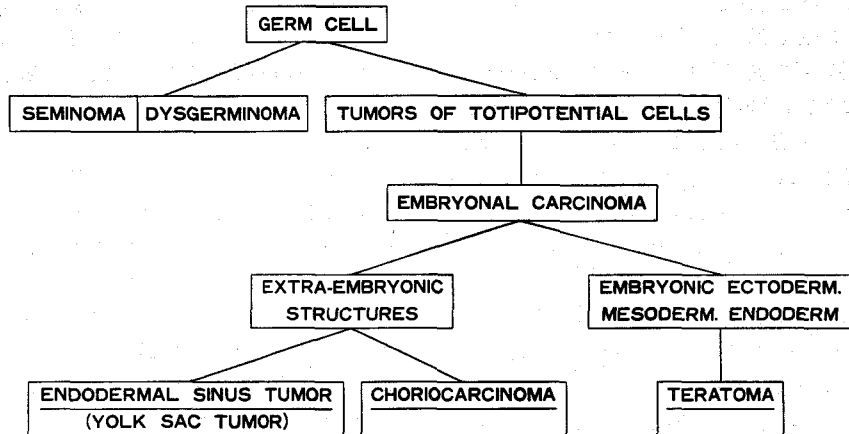 GERM CELL
SEMINOMA DYSGERMINOMA
TUMORS OF TOTIPOTENTIAL CELLS
EMBRYONAL CARCINOMA
EXTRA-EMBRYONIC
STRUCTURES
EMBRYONIC ECTODERM.
MESODERM. ENDODERM
ENDODERMAL SINUS TUMOR
(YOLK SAC TUMOR)
CHORIOCARCINOMA
TERATOMA